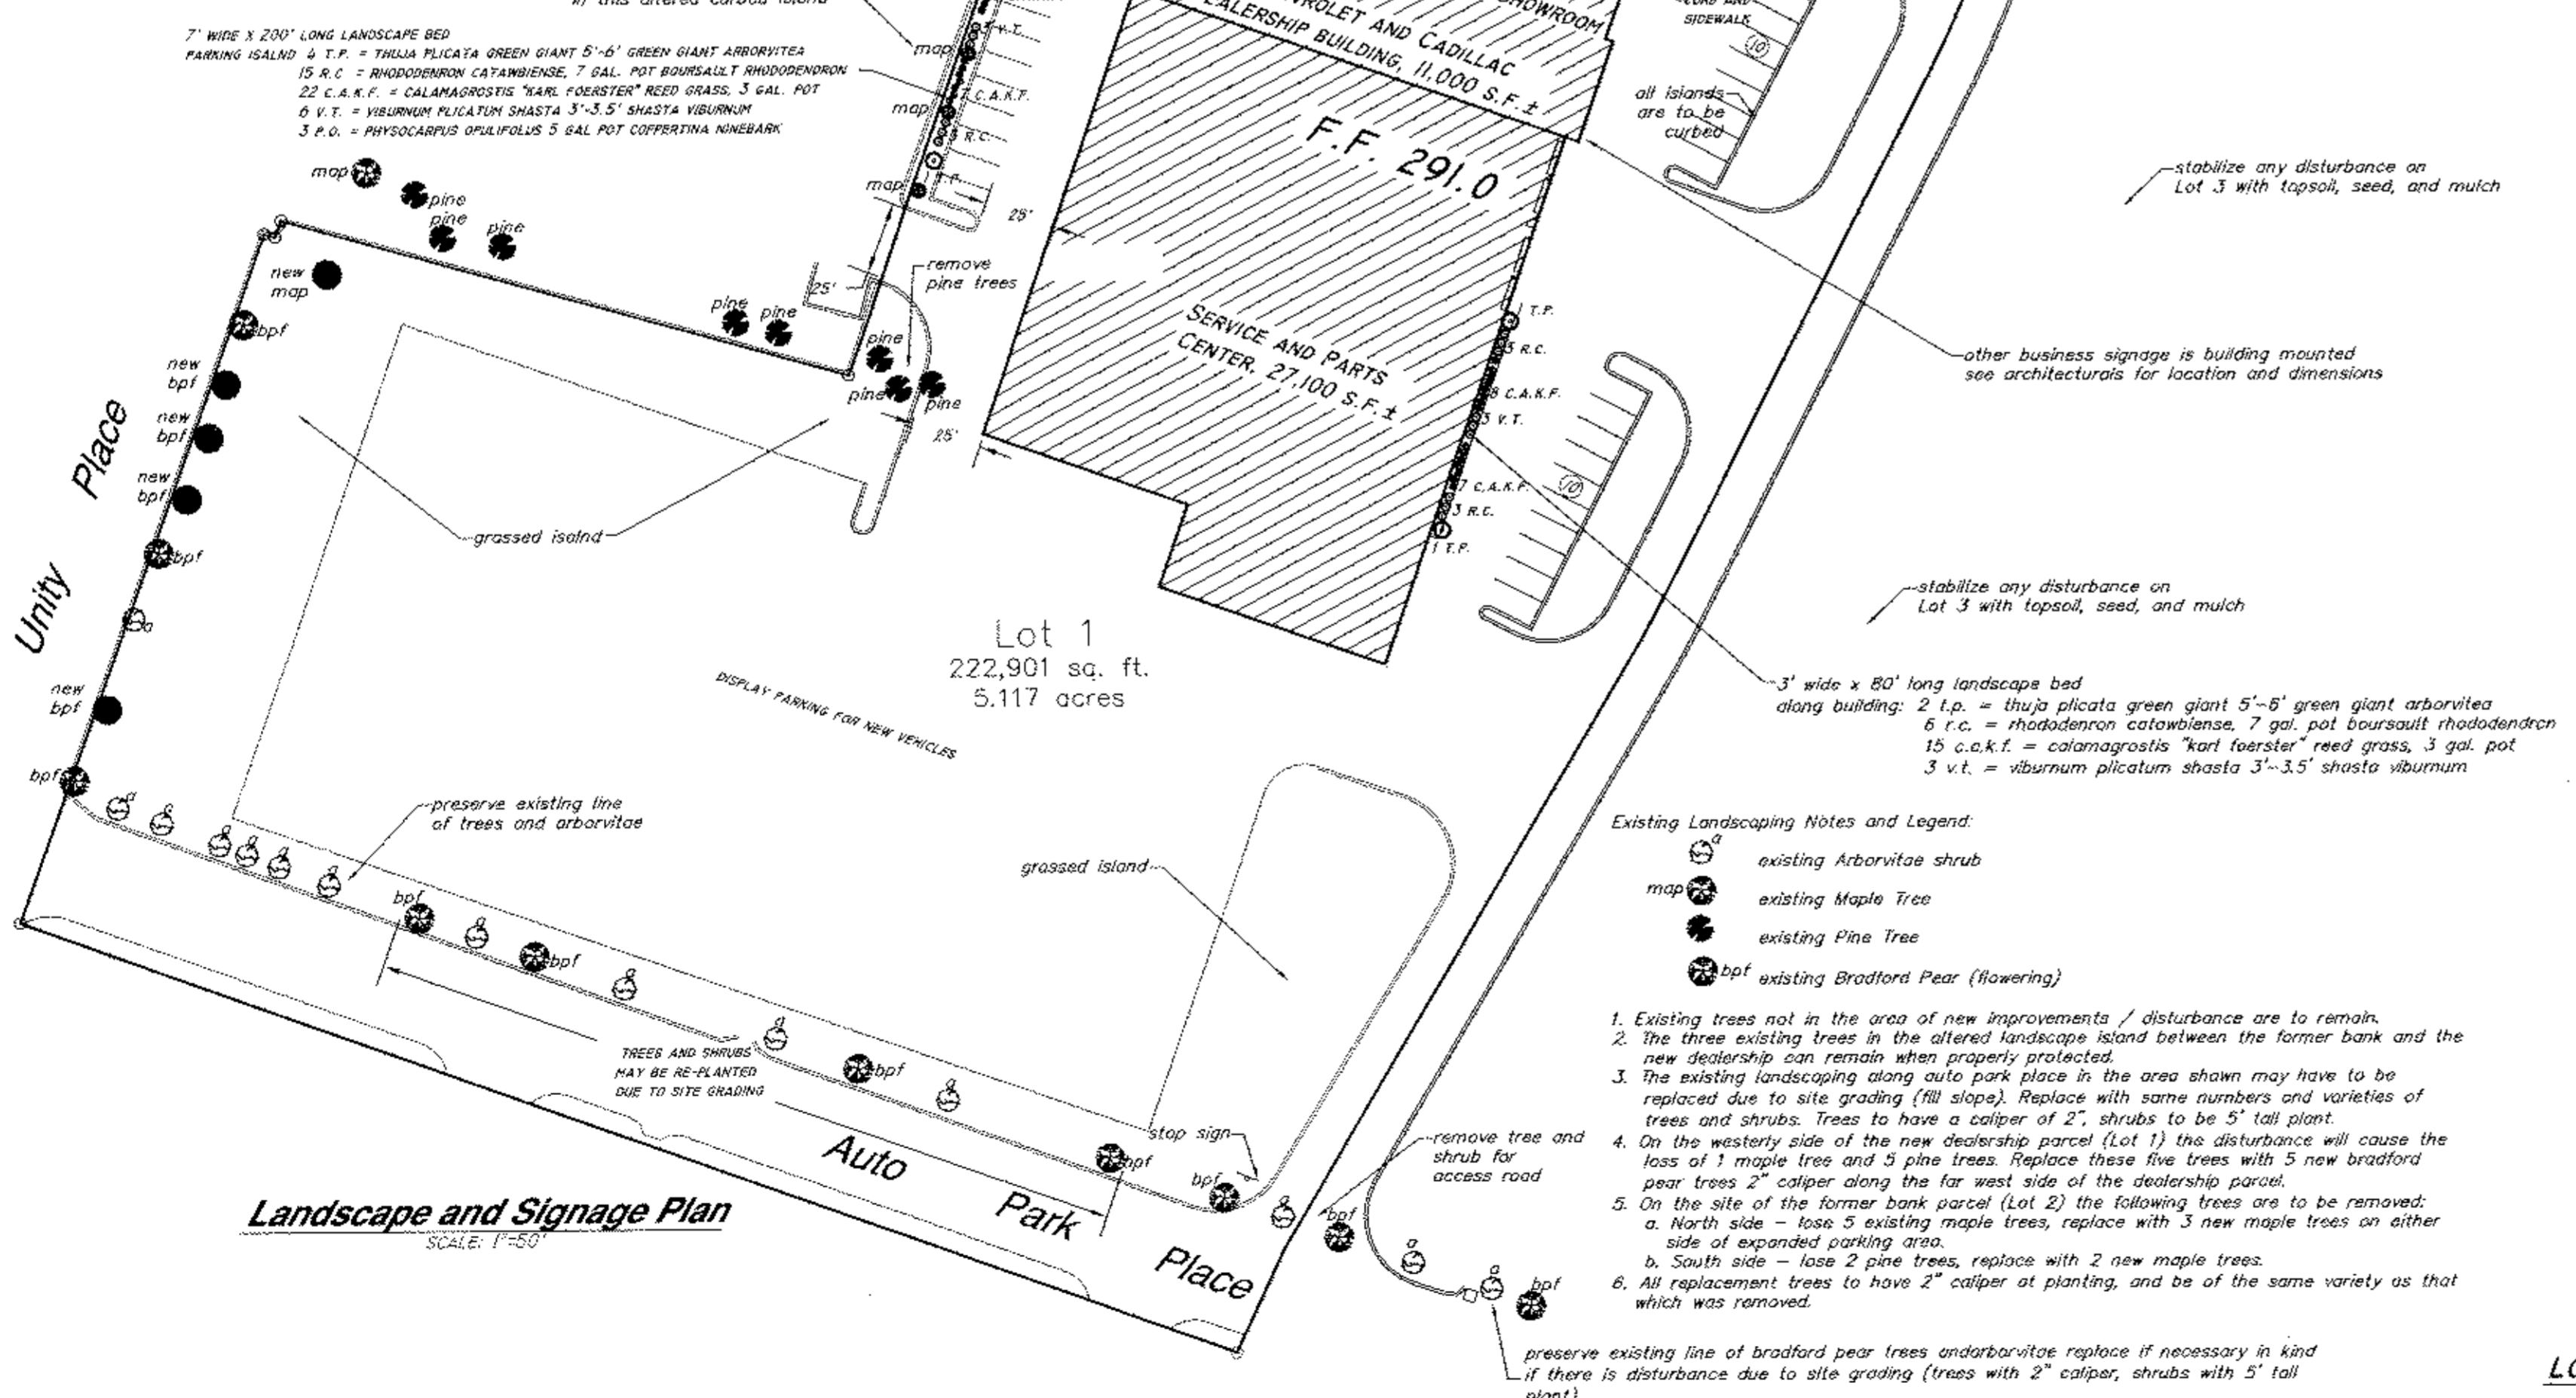 7' WIDE X 200' LONG LANDSCAPE BED
PARKING ISALND 4 T.P. = THUJA PLICATA GREEN GIANT 5'-6' GREEN GIANT ARBORVITEA
15 R.C = RHODODENRON CATAWBIENSE, 7 GAL. POT BOURSAULT RHODODENDRON
22 C.A.K.F. = CALAMAGROSTIS "KARL FOERSTER" REED GRASS, 3 GAL. POT
6 V.T. = VIBURNUM PLICATUM SHASTA 3'-3.5' SHASTA VIBURNUM
3 P.O. = PHYSOCARPUS OPULIFOLUS 5 GAL POT COPPERTINA NINEBARK
map
pine
pine
pine
new
map
bpf
new
bpf
new
bpf
new
bpf
bpf
a
new
bpf
bpf
Unity Place
map
V.T.
map
C.A.K.F.
R.C.
map
25'
25'
remove
pine trees
pine
pine
pine
pine
pine
25'
grassed isalnd
SHOWROOM
CHEVROLET AND CADILLAC
DEALERSHIP BUILDING, 11,000 S.F.±
F.F. 291.0
SERVICE AND PARTS
CENTER, 27,100 S.F.±
SIDEWALK
(10)
all islands
are to be
curbed
stabilize any disturbance on
Lot 3 with topsoil, seed, and mulch
1 T.P.
3 R.C.
8 C.A.K.F.
3 V.T.
7 C.A.K.F.
3 R.C.
1 T.P.
(10)
other business signage is building mounted
see architecturals for location and dimensions
stabilize any disturbance on
Lot 3 with topsoil, seed, and mulch
Lot 1
222,901 sq. ft.
5.117 acres
DISPLAY PARKING FOR NEW VEHICLES
3' wide x 80' long landscape bed
along building: 2 t.p. = thuja plicata green giant 5'-6' green giant arborvitea
6 r.c. = rhododenron catawbiense, 7 gal. pot boursault rhododendron
15 c.a.k.f. = calamagrostis "karl foerster" reed grass, 3 gal. pot
3 v.t. = viburnum plicatum shasta 3'-3.5' shasta viburnum
preserve existing line
of trees and arborvitae
a
a
a
a
a
a
bpf
a
bpf
a
a
bpf
a
bpf
bpf
grassed island
TREES AND SHRUBS
MAY BE RE-PLANTED
DUE TO SITE GRADING
stop sign
remove tree and
shrub for
access road
bpf
a
a
bpf
Auto Park Place
Landscape and Signage Plan
SCALE: 1"=50'
Existing Landscaping Notes and Legend:
a
existing Arborvitae shrub
map existing Maple Tree
existing Pine Tree
bpf existing Bradford Pear (flowering)
1. Existing trees not in the area of new improvements / disturbance are to remain.
2. The three existing trees in the altered landscape island between the former bank and the
new dealership can remain when properly protected.
3. The existing landscaping along auto park place in the area shown may have to be
replaced due to site grading (fill slope). Replace with same numbers and varieties of
trees and shrubs. Trees to have a caliper of 2", shrubs to be 5' tall plant.
4. On the westerly side of the new dealership parcel (Lot 1) the disturbance will cause the
loss of 1 maple tree and 5 pine trees. Replace these five trees with 5 new bradford
pear trees 2" caliper along the far west side of the dealership parcel.
5. On the site of the former bank parcel (Lot 2) the following trees are to be removed:
a. North side - lose 5 existing maple trees, replace with 3 new maple trees on either
side of expanded parking area.
b. South side - lose 2 pine trees, replace with 2 new maple trees.
6. All replacement trees to have 2" caliper at planting, and be of the same variety as that
which was removed.
preserve existing line of bradford pear trees andarborvitae replace if necessary in kind
if there is disturbance due to site grading (trees with 2" caliper, shrubs with 5' tall
plant)